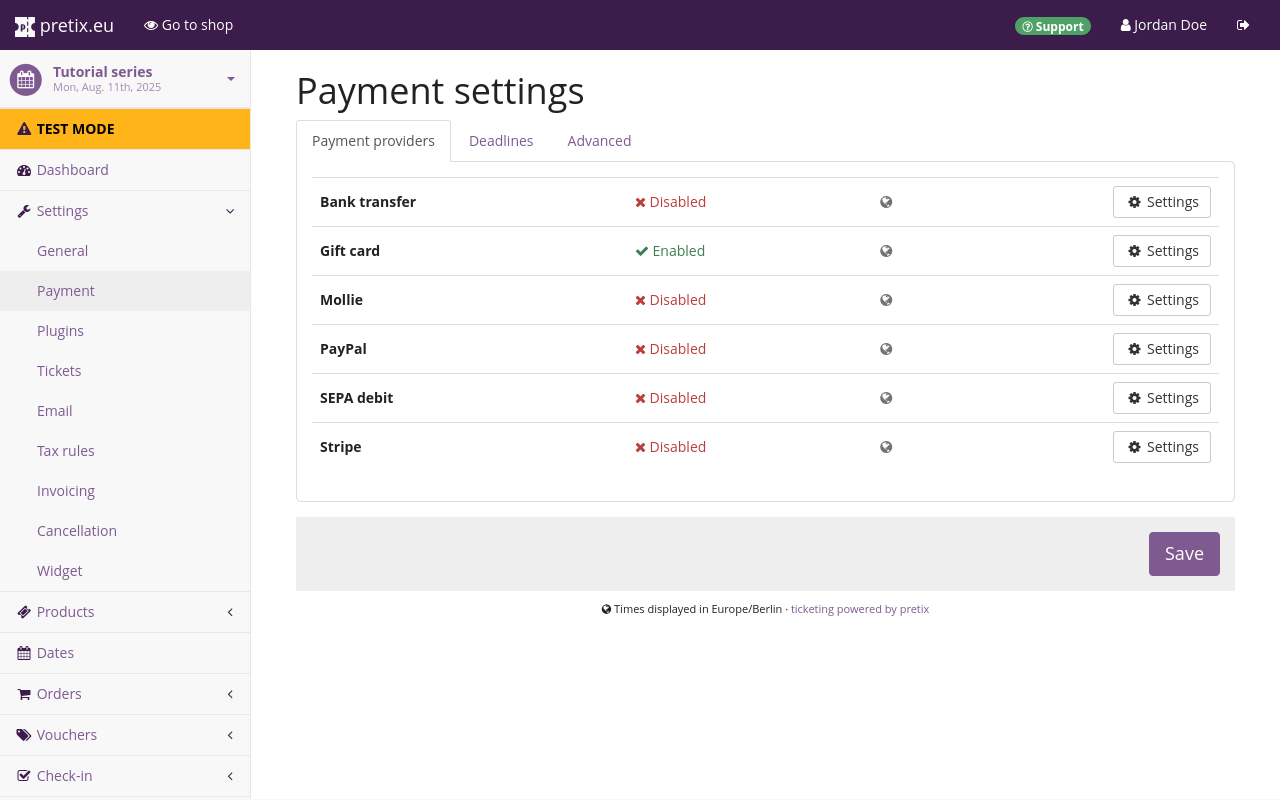 pretix.eu
Go to shop
Support
Jordan Doe
Tutorial series
Mon, Aug. 11th, 2025
TEST MODE
Dashboard
Settings
General
Payment
Plugins
Tickets
Email
Tax rules
Invoicing
Cancellation
Widget
Products
Dates
Orders
Vouchers
Check-in
Payment settings
Payment providers Deadlines Advanced
Bank transfer Disabled Settings
Gift card Enabled Settings
Mollie Disabled Settings
PayPal Disabled Settings
SEPA debit Disabled Settings
Stripe Disabled Settings
Save
Times displayed in Europe/Berlin · ticketing powered by pretix